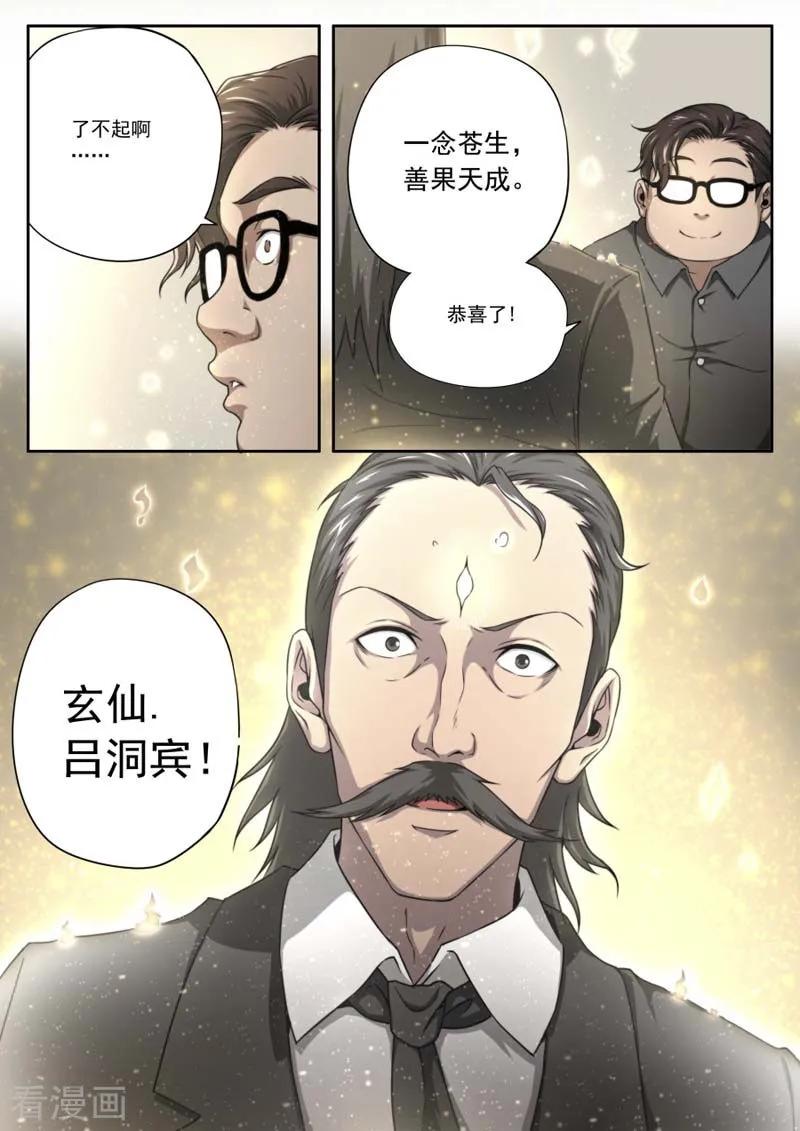 了不起啊
……
一念苍生，
善果天成。
恭喜了！
玄仙.
吕洞宾！
看漫画